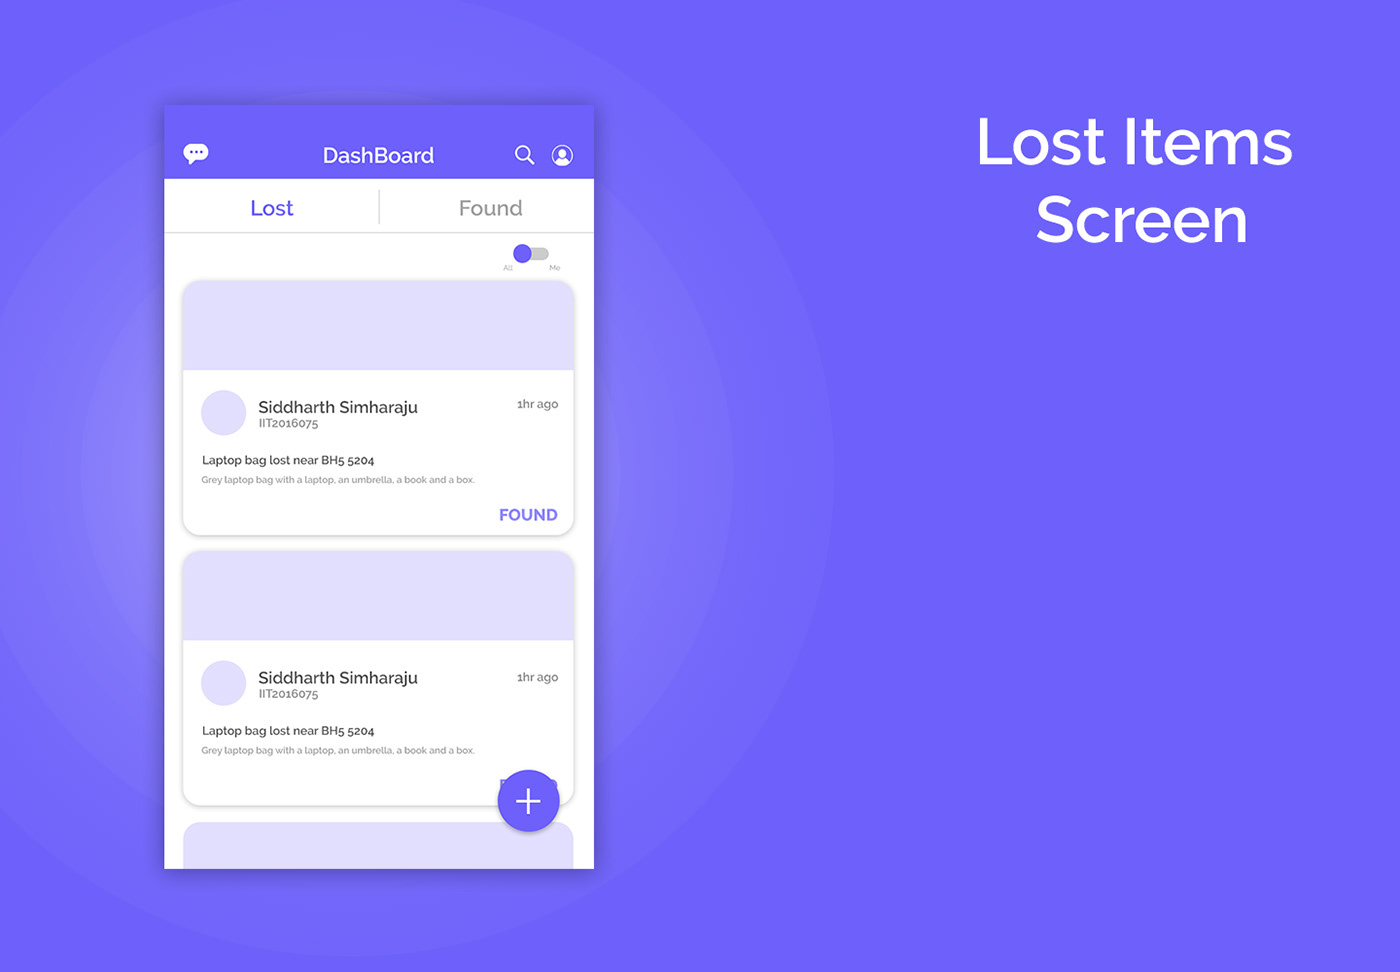 Lost Items
Screen
DashBoard
Lost
Found
All
Me
Siddharth Simharaju
1hr ago
IIT2016075
Laptop bag lost near BH5 5204
Grey laptop bag with a laptop, an umbrella, a book and a box.
FOUND
Siddharth Simharaju
1hr ago
IIT2016075
Laptop bag lost near BH5 5204
Grey laptop bag with a laptop, an umbrella, a book and a box.